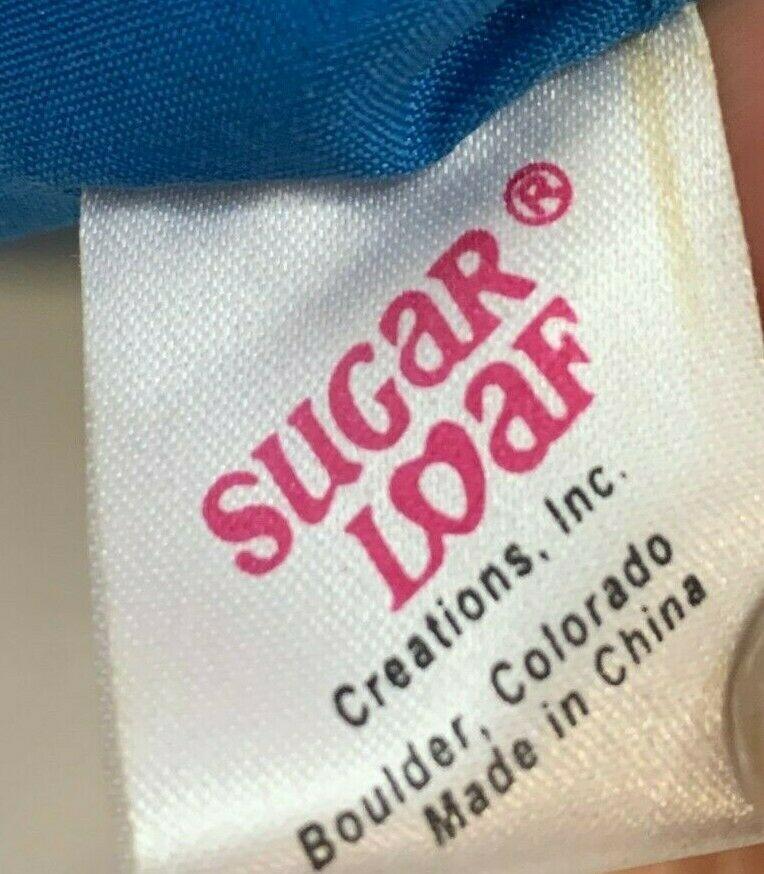 SUGaR ®
LOaF
Creations, Inc.
Boulder, Colorado
Made in China